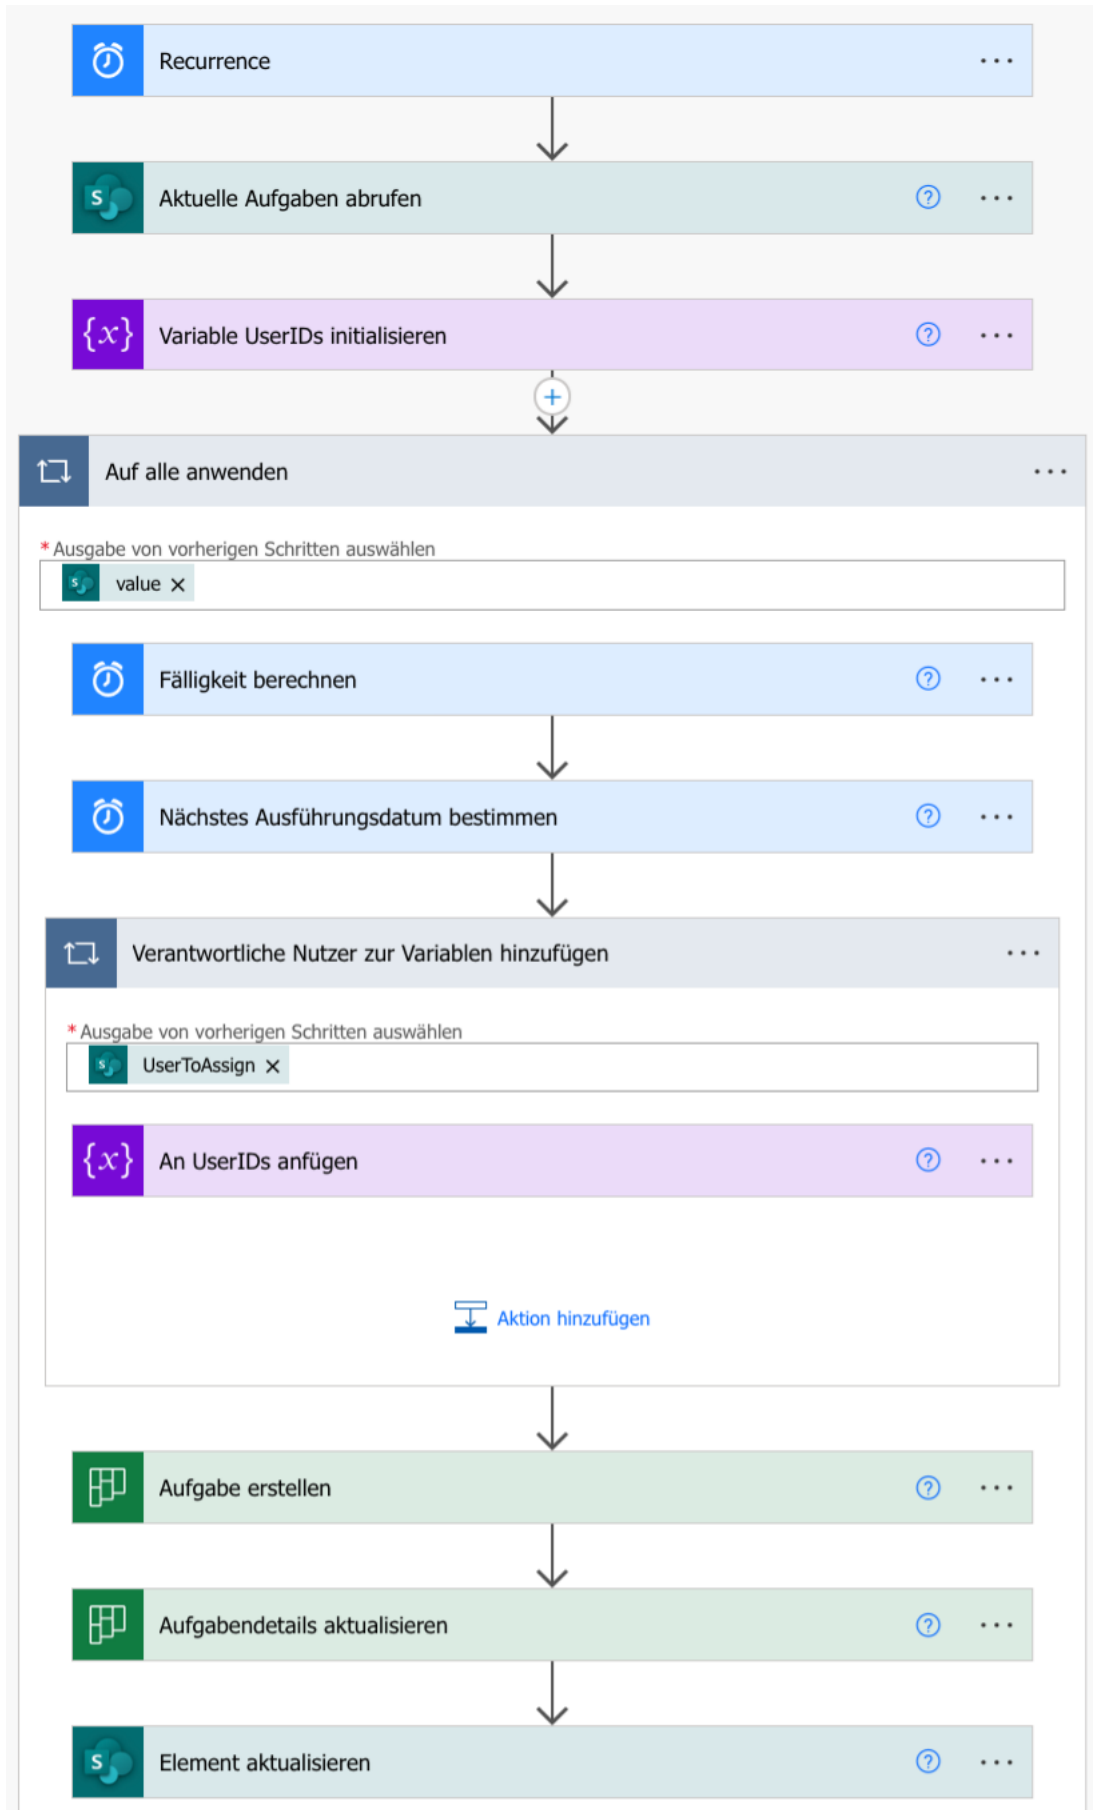 Recurrence
Aktuelle Aufgaben abrufen
Variable UserIDs initialisieren
Auf alle anwenden
* Ausgabe von vorherigen Schritten auswählen
value
Fälligkeit berechnen
Nächstes Ausführungsdatum bestimmen
Verantwortliche Nutzer zur Variablen hinzufügen
* Ausgabe von vorherigen Schritten auswählen
UserToAssign
An UserIDs anfügen
Aktion hinzufügen
Aufgabe erstellen
Aufgabendetails aktualisieren
Element aktualisieren